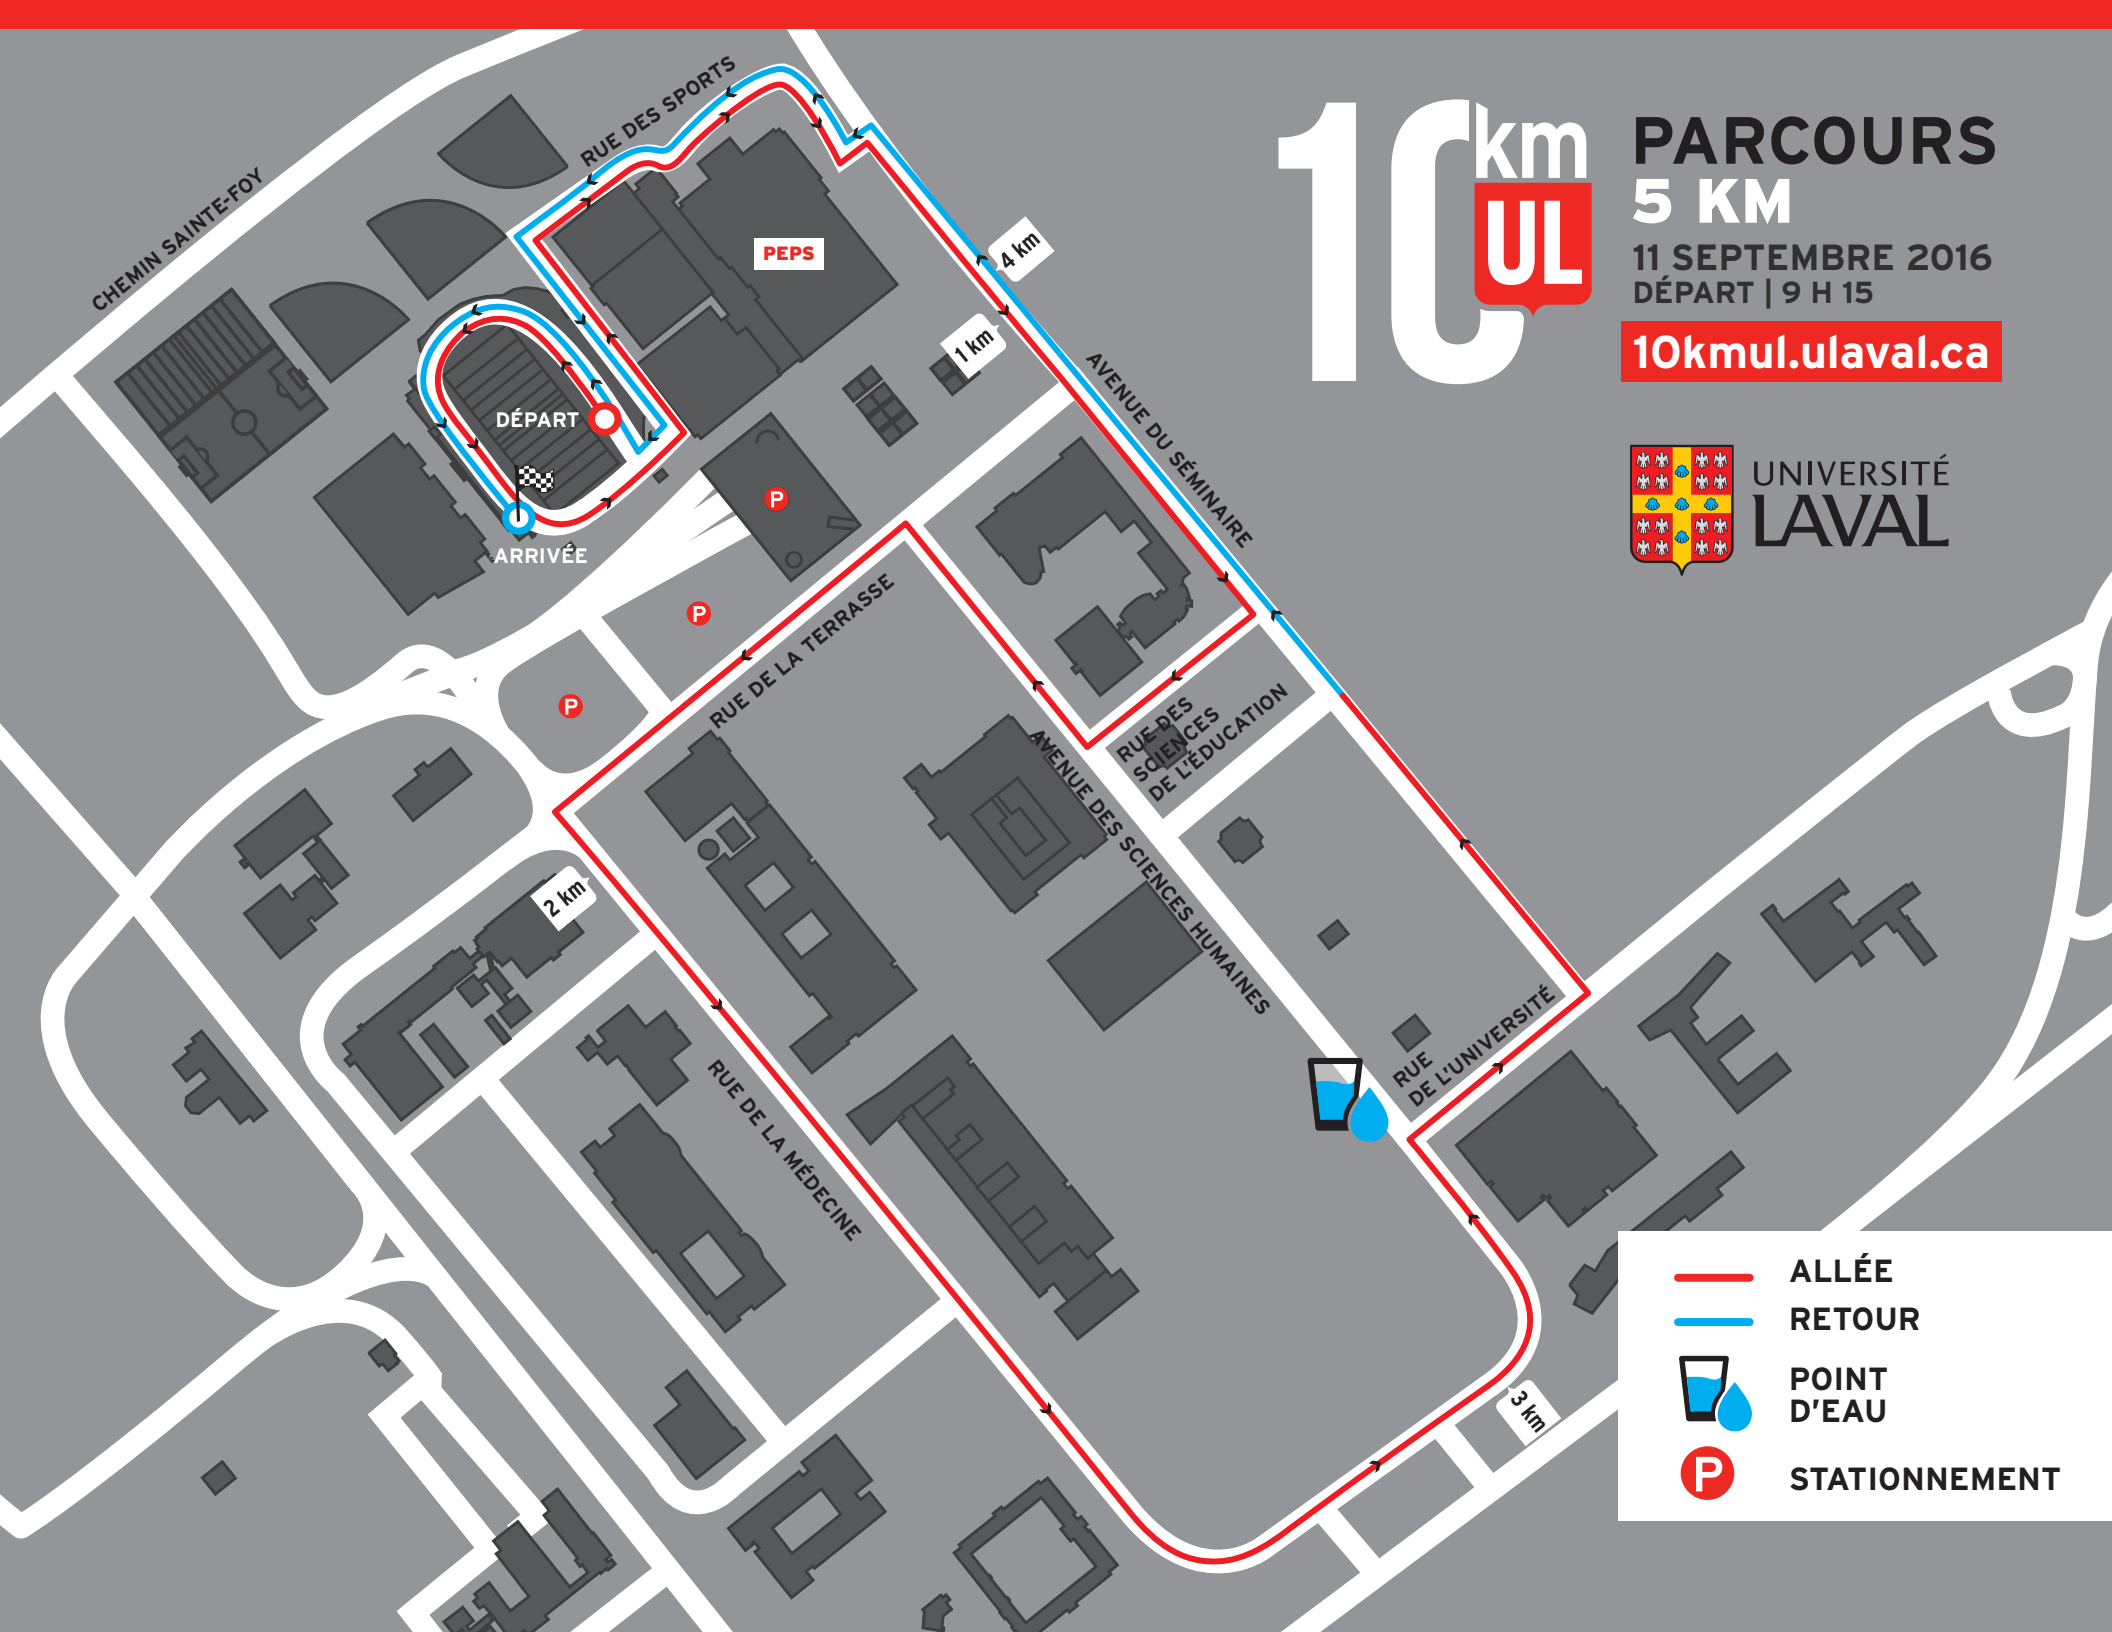 10
km
UL
PARCOURS
5 KM
11 SEPTEMBRE 2016
DÉPART | 9 H 15
10kmul.ulaval.ca
UNIVERSITÉ
LAVAL
RUE DES SPORTS
CHEMIN SAINTE-FOY
PEPS
4 km
1 km
AVENUE DU SÉMINAIRE
DÉPART
ARRIVÉE
P
P
P
RUE DE LA TERRASSE
RUE DES
SCIENCES
DE L'ÉDUCATION
AVENUE DES SCIENCES HUMAINES
2 km
RUE
DE L'UNIVERSITÉ
RUE DE LA MÉDECINE
3 km
ALLÉE
RETOUR
POINT
D'EAU
P
STATIONNEMENT